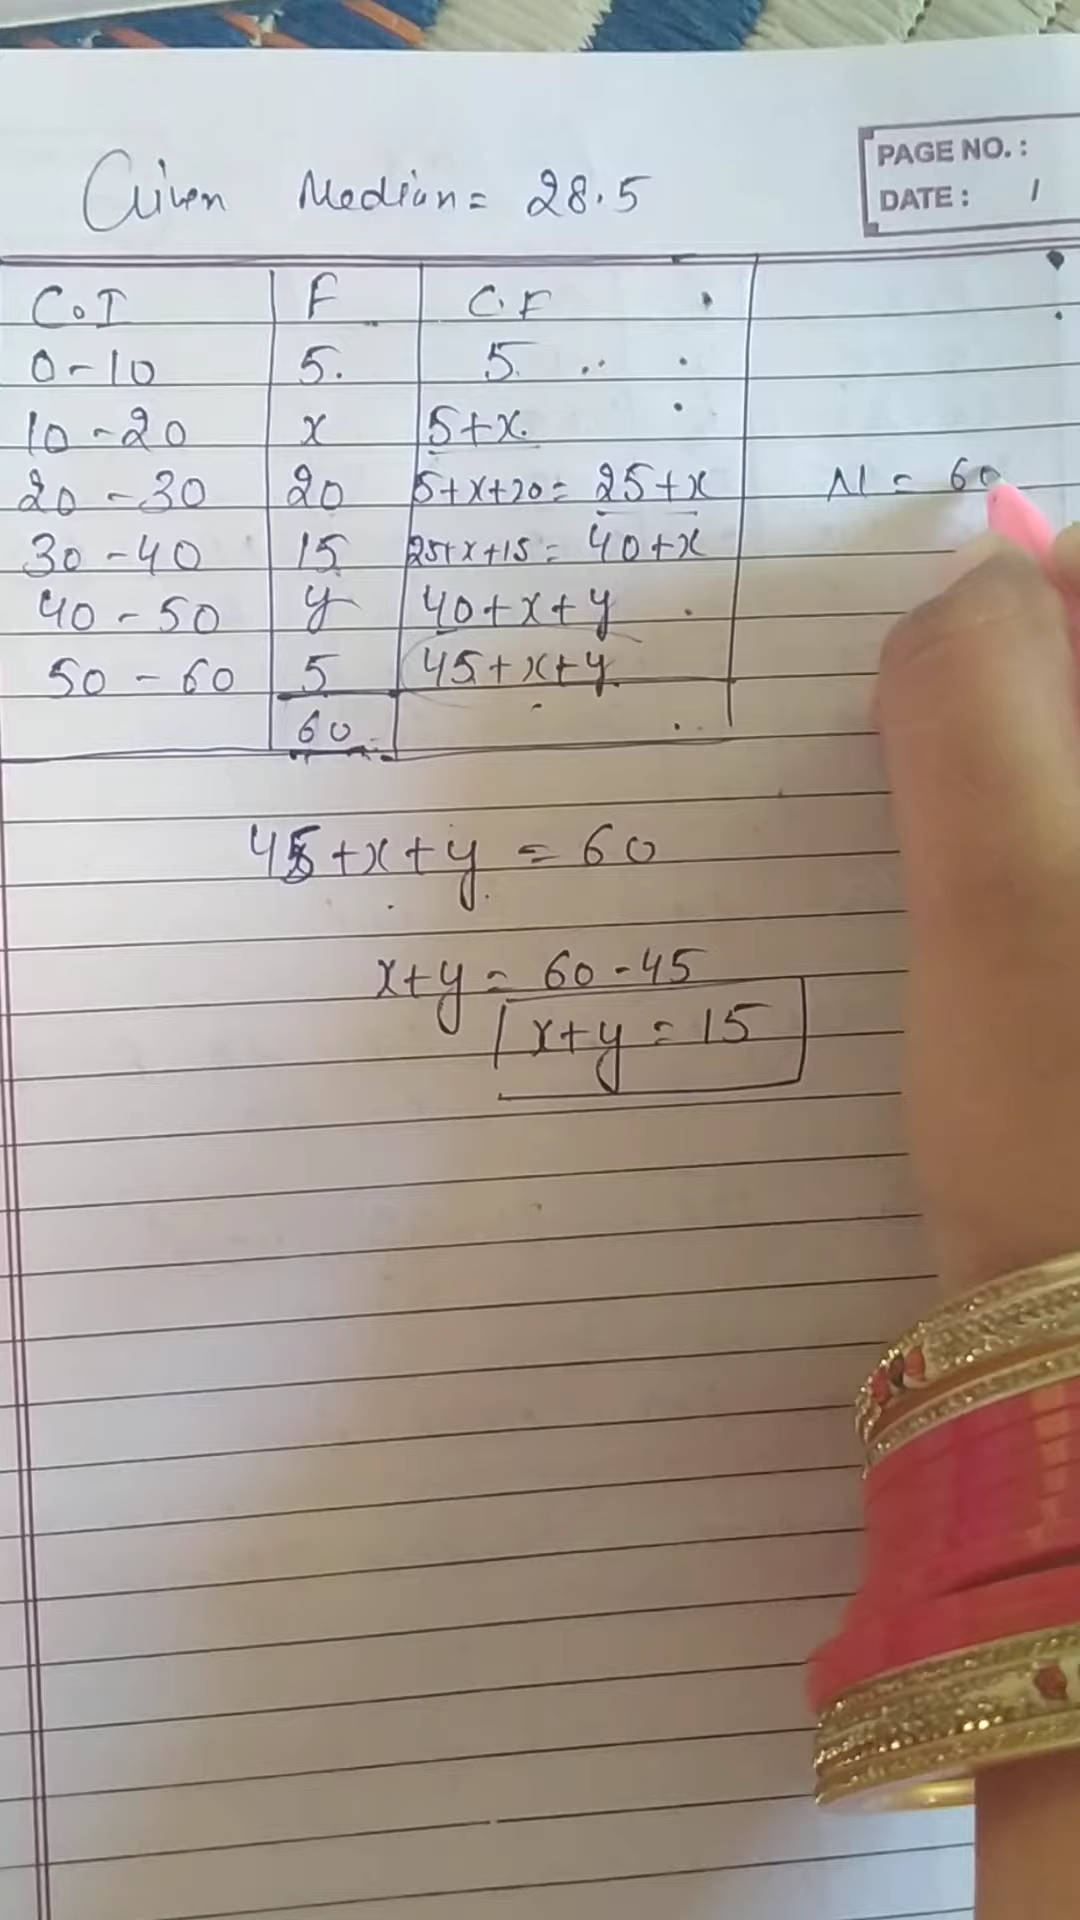 PAGE NO. :
DATE : /
Given Median = 28.5
C.I F C.F
0-10 5. 5
10-20 x 5+x
20-30 20 5+x+20= 25+x N = 60
30-40 15 25+x+15= 40+x
40-50 y 40+x+y
50-60 5 45+x+y
60
45+x+y = 60
x+y = 60-45
x+y = 15